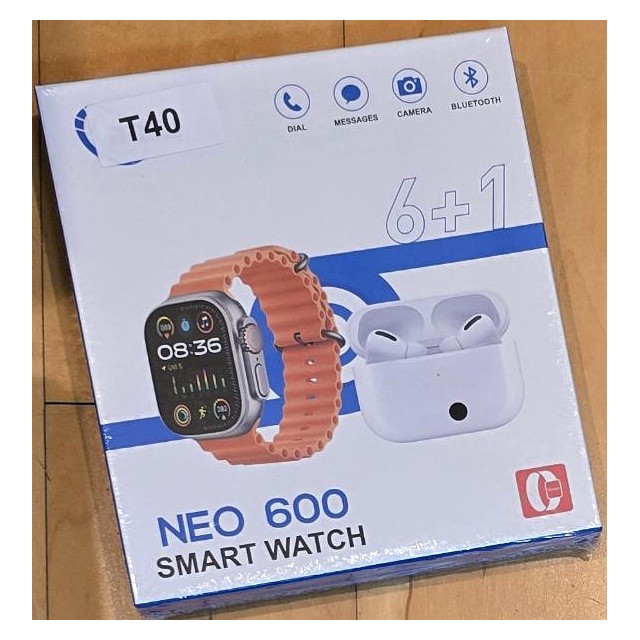 T40
DIAL
MESSAGES
CAMERA
BLUETOOTH
6+1
08:36
NEO 600
SMART WATCH